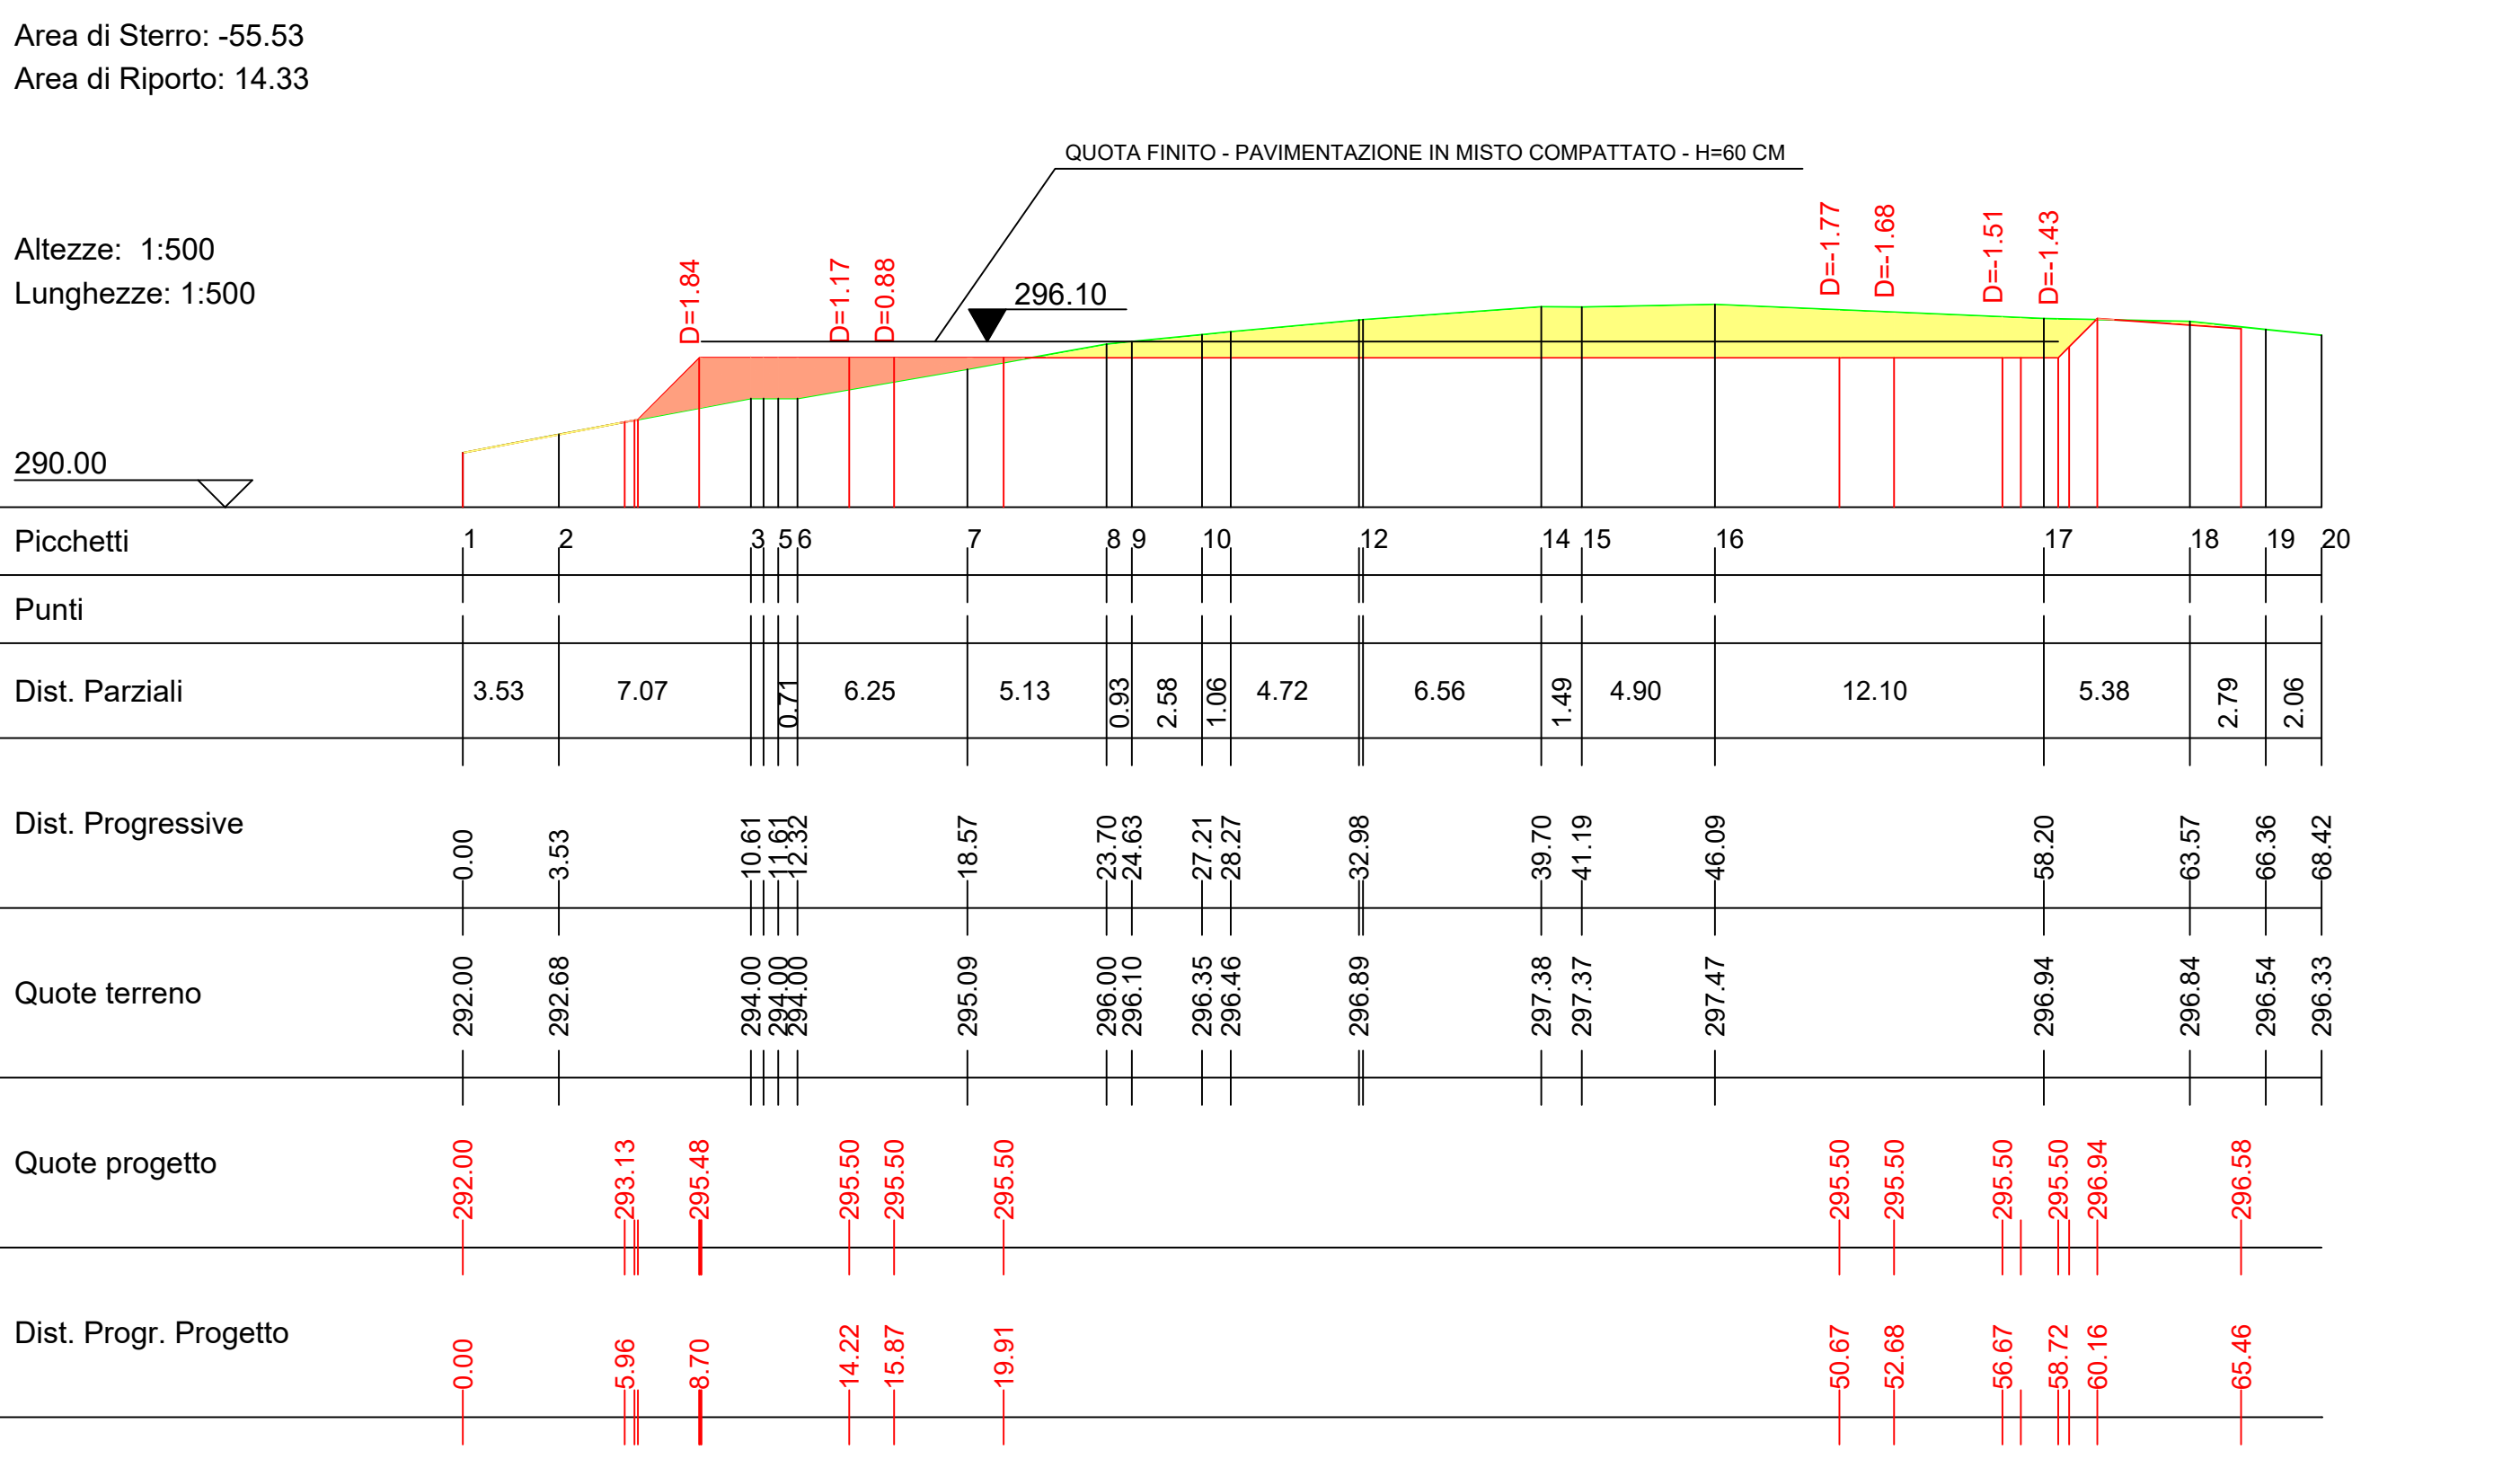 Area di Sterro: -55.53
Area di Riporto: 14.33
QUOTA FINITO - PAVIMENTAZIONE IN MISTO COMPATTATO - H=60 CM
Altezze: 1:500
Lunghezze: 1:500
D=1.84
D=1.17
D=0.88
296.10
D=-1.77
D=-1.68
D=-1.51
D=-1.43
290.00
Picchetti 1 2 3 5 6 7 8 9 10 12 14 15 16 17 18 19 20
Punti
Dist. Parziali 3.53 7.07 0.71 6.25 5.13 0.93 2.58 1.06 4.72 6.56 1.49 4.90 12.10 5.38 2.79 2.06
Dist. Progressive 0.00 3.53 10.61 11.61 12.32 18.57 23.70 24.63 27.21 28.27 32.98 39.70 41.19 46.09 58.20 63.57 66.36 68.42
Quote terreno 292.00 292.68 294.00 294.00 294.00 295.09 296.00 296.10 296.35 296.46 296.89 297.38 297.37 297.47 296.94 296.84 296.54 296.33
Quote progetto 292.00 293.13 295.48 295.50 295.50 295.50 295.50 295.50 295.50 295.50 296.94 296.58
Dist. Progr. Progetto 0.00 5.96 8.70 14.22 15.87 19.91 50.67 52.68 56.67 58.72 60.16 65.46